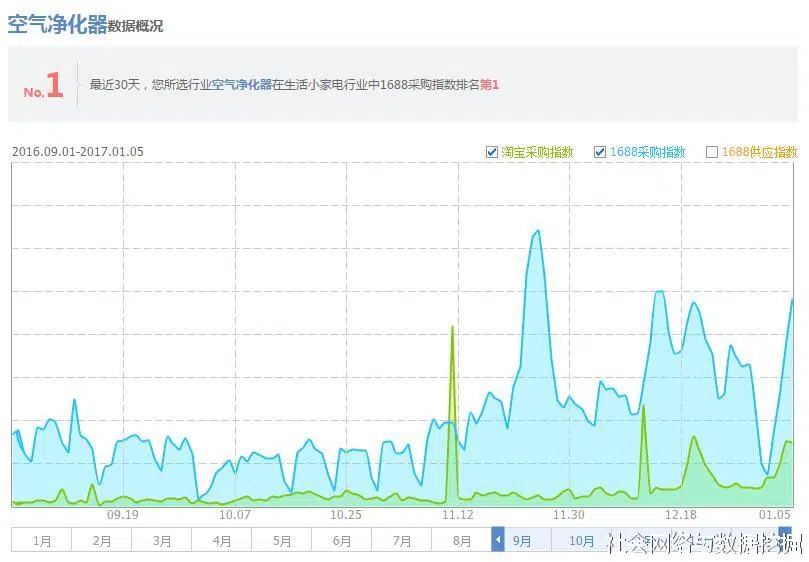 空气净化器数据概况
No.1 最近30天，您所选行业空气净化器在生活小家电行业中1688采购指数排名第1
2016.09.01-2017.01.05 淘宝采购指数 1688采购指数 1688供应指数
09.19 10.07 10.25 11.12 11.30 12.18 01.05
1月 2月 3月 4月 5月 6月 7月 8月 9月 10月
社会网络与数据挖掘